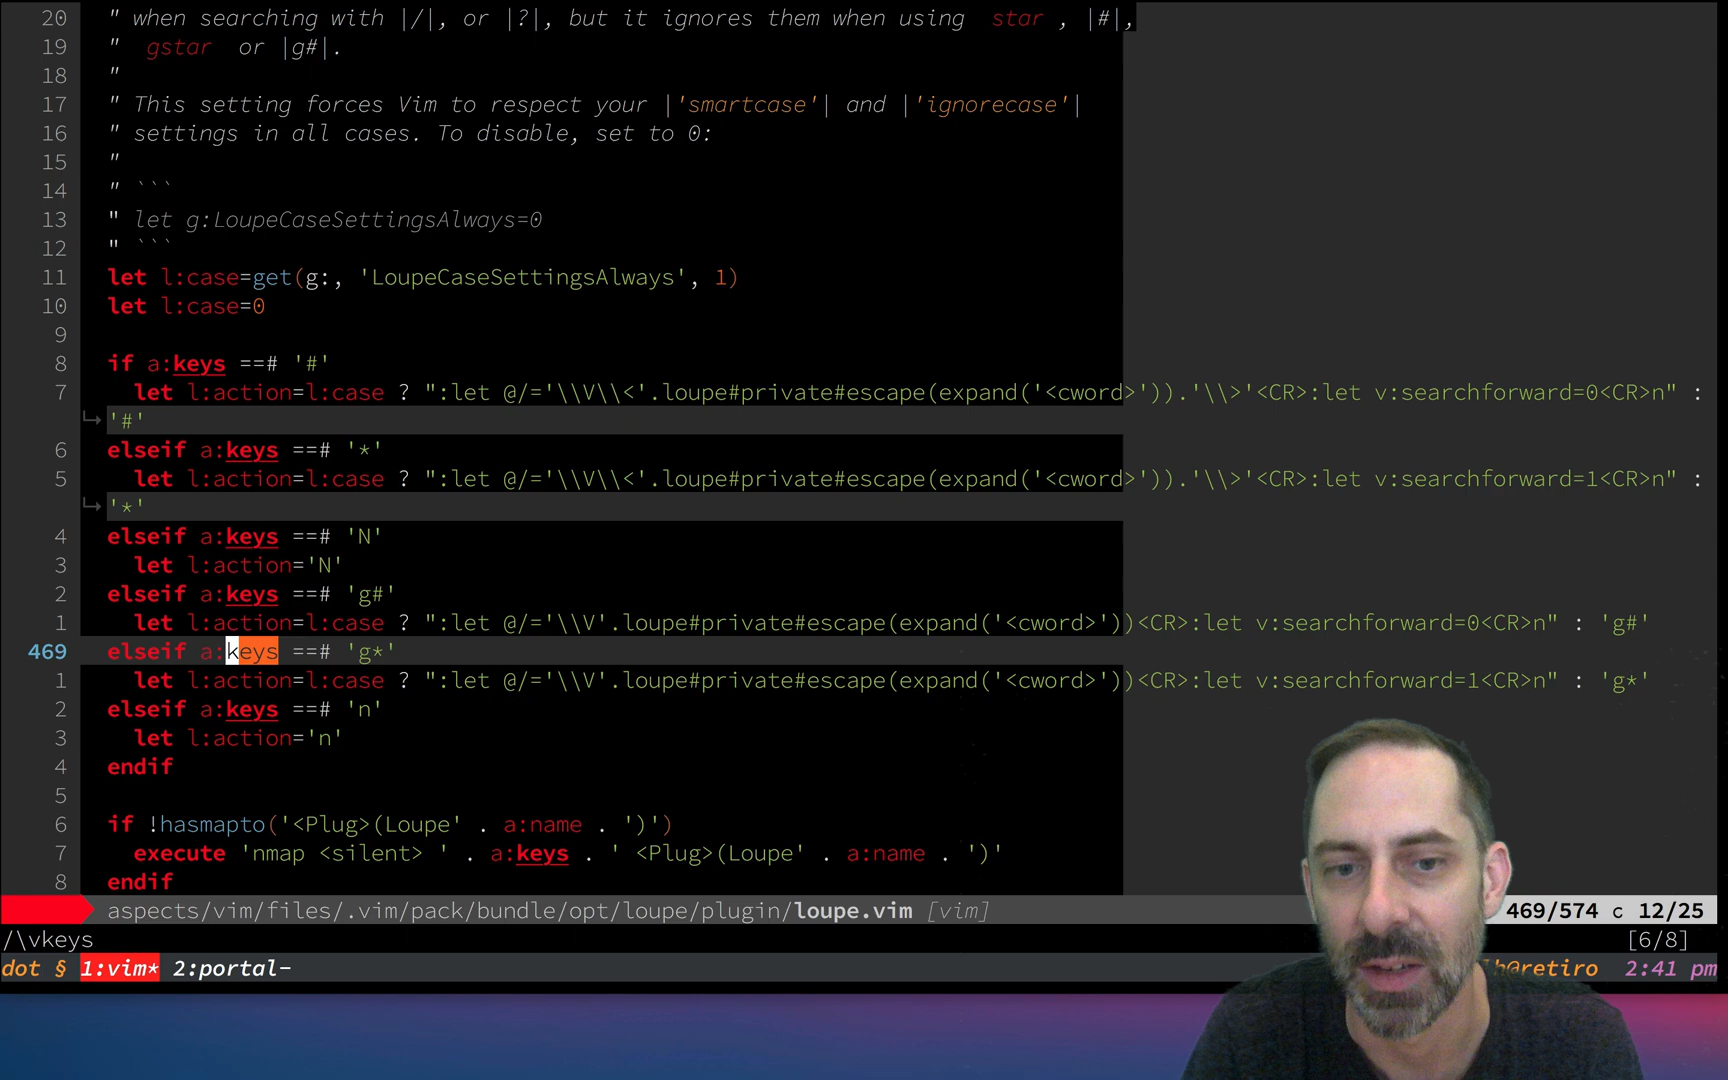 20 " when searching with |/|, or |?|, but it ignores them when using star , |#|,
19 " gstar or |g#|.
18 "
17 " This setting forces Vim to respect your |'smartcase'| and |'ignorecase'|
16 " settings in all cases. To disable, set to 0:
15 "
14 " ```
13 " let g:LoupeCaseSettingsAlways=0
12 " ```
11 let l:case=get(g:, 'LoupeCaseSettingsAlways', 1)
10 let l:case=0
9
8 if a:keys ==# '#'
7 let l:action=l:case ? ":let @/='\\V\\<'.loupe#private#escape(expand('<cword>')).'\\>'<CR>:let v:searchforward=0<CR>n" :
↳ '#'
6 elseif a:keys ==# '*'
5 let l:action=l:case ? ":let @/='\\V\\<'.loupe#private#escape(expand('<cword>')).'\\>'<CR>:let v:searchforward=1<CR>n" :
↳ '*'
4 elseif a:keys ==# 'N'
3 let l:action='N'
2 elseif a:keys ==# 'g#'
1 let l:action=l:case ? ":let @/='\\V'.loupe#private#escape(expand('<cword>'))<CR>:let v:searchforward=0<CR>n" : 'g#'
469 elseif a:keys ==# 'g*'
1 let l:action=l:case ? ":let @/='\\V'.loupe#private#escape(expand('<cword>'))<CR>:let v:searchforward=1<CR>n" : 'g*'
2 elseif a:keys ==# 'n'
3 let l:action='n'
4 endif
5
6 if !hasmapto('<Plug>(Loupe' . a:name . ')')
7 execute 'nmap <silent> ' . a:keys . ' <Plug>(Loupe' . a:name . ')'
8 endif
aspects/vim/files/.vim/pack/bundle/opt/loupe/plugin/loupe.vim [vim] 469/574 c 12/25
/\vkeys [6/8]
dot § 1:vim* 2:portal- h@retiro 2:41 pm